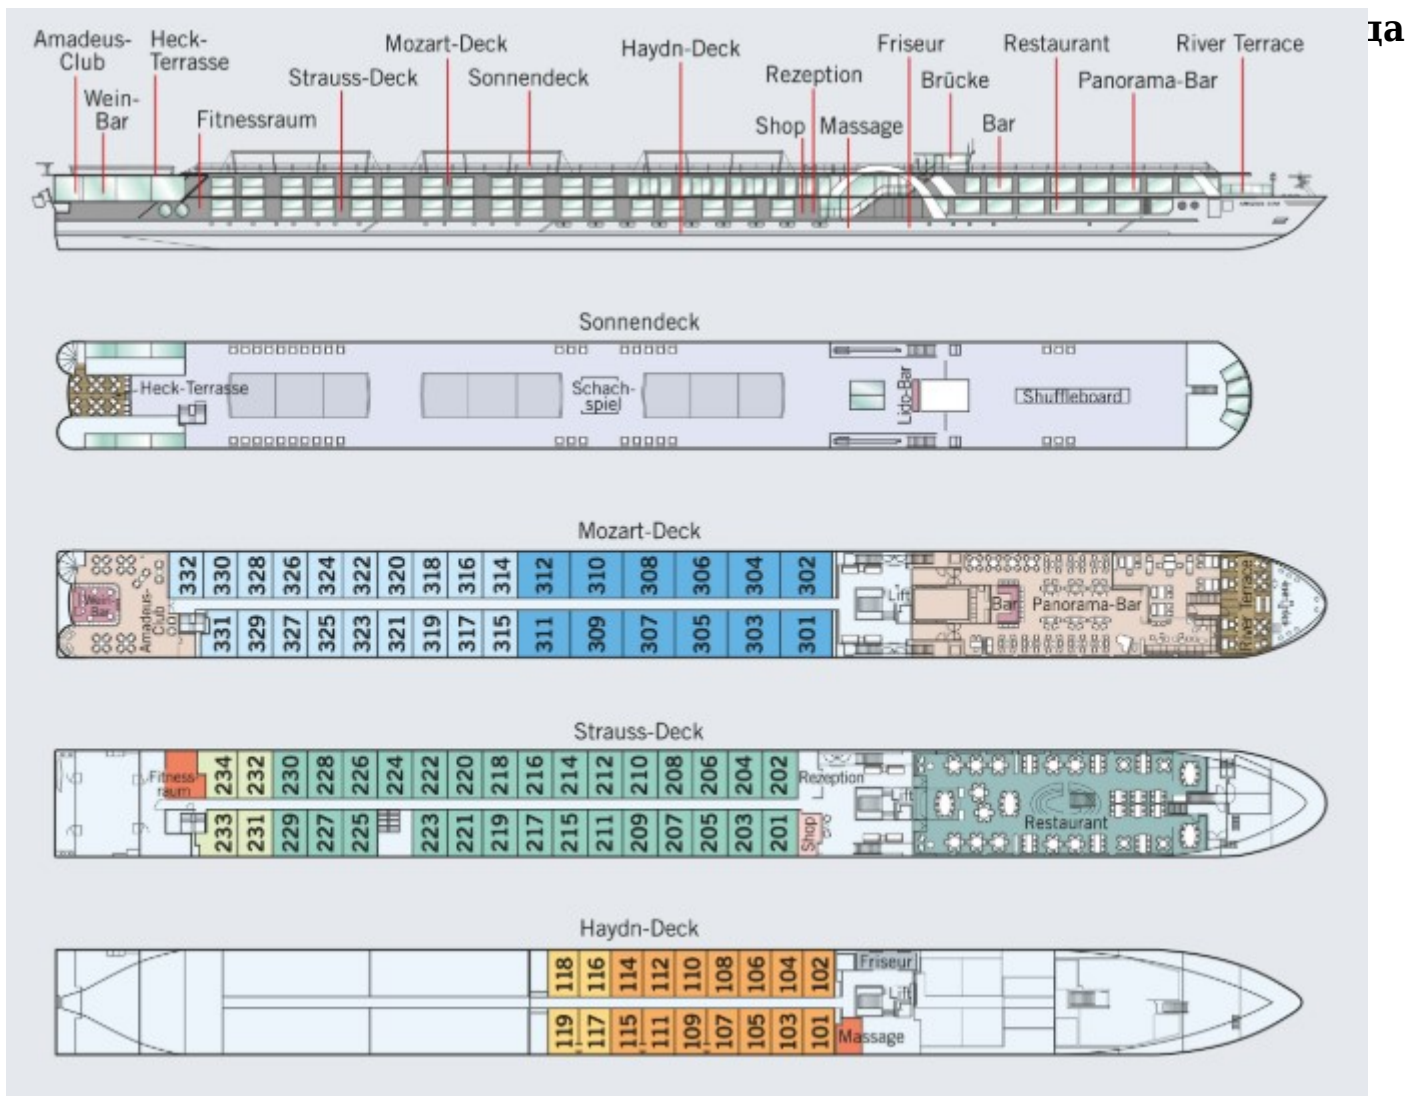 ца
Amadeus-
Club
Heck-
Terrasse
Wein-
Bar
Fitnessraum
Strauss-Deck
Mozart-Deck
Sonnendeck
Haydn-Deck
Rezeption
Shop
Massage
Friseur
Brücke
Bar
Restaurant
Panorama-Bar
River Terrace
Sonnendeck
Heck-Terrasse
Schach-
spiel
Lido-Bar
Shuffleboard
Mozart-Deck
332 330 328 326 324 322 320 318 316 314 312 310 308 306 304 302
Wein
Bar
Amadeus-
Club
Lift
Bar
Panorama-Bar
River Terrace
331 329 327 325 323 321 319 317 315 311 309 307 305 303 301
Strauss-Deck
Fitness-
raum
234 232 230 228 226 224 222 220 218 216 214 212 210 208 206 204 202
Rezeption
Lift
Restaurant
233 231 229 227 225 223 221 219 217 215 211 209 207 205 203 201
Shop
Haydn-Deck
118 116 114 112 110 108 106 104 102
Friseur
Lift
119 117 115 111 109 107 105 103 101
Massage